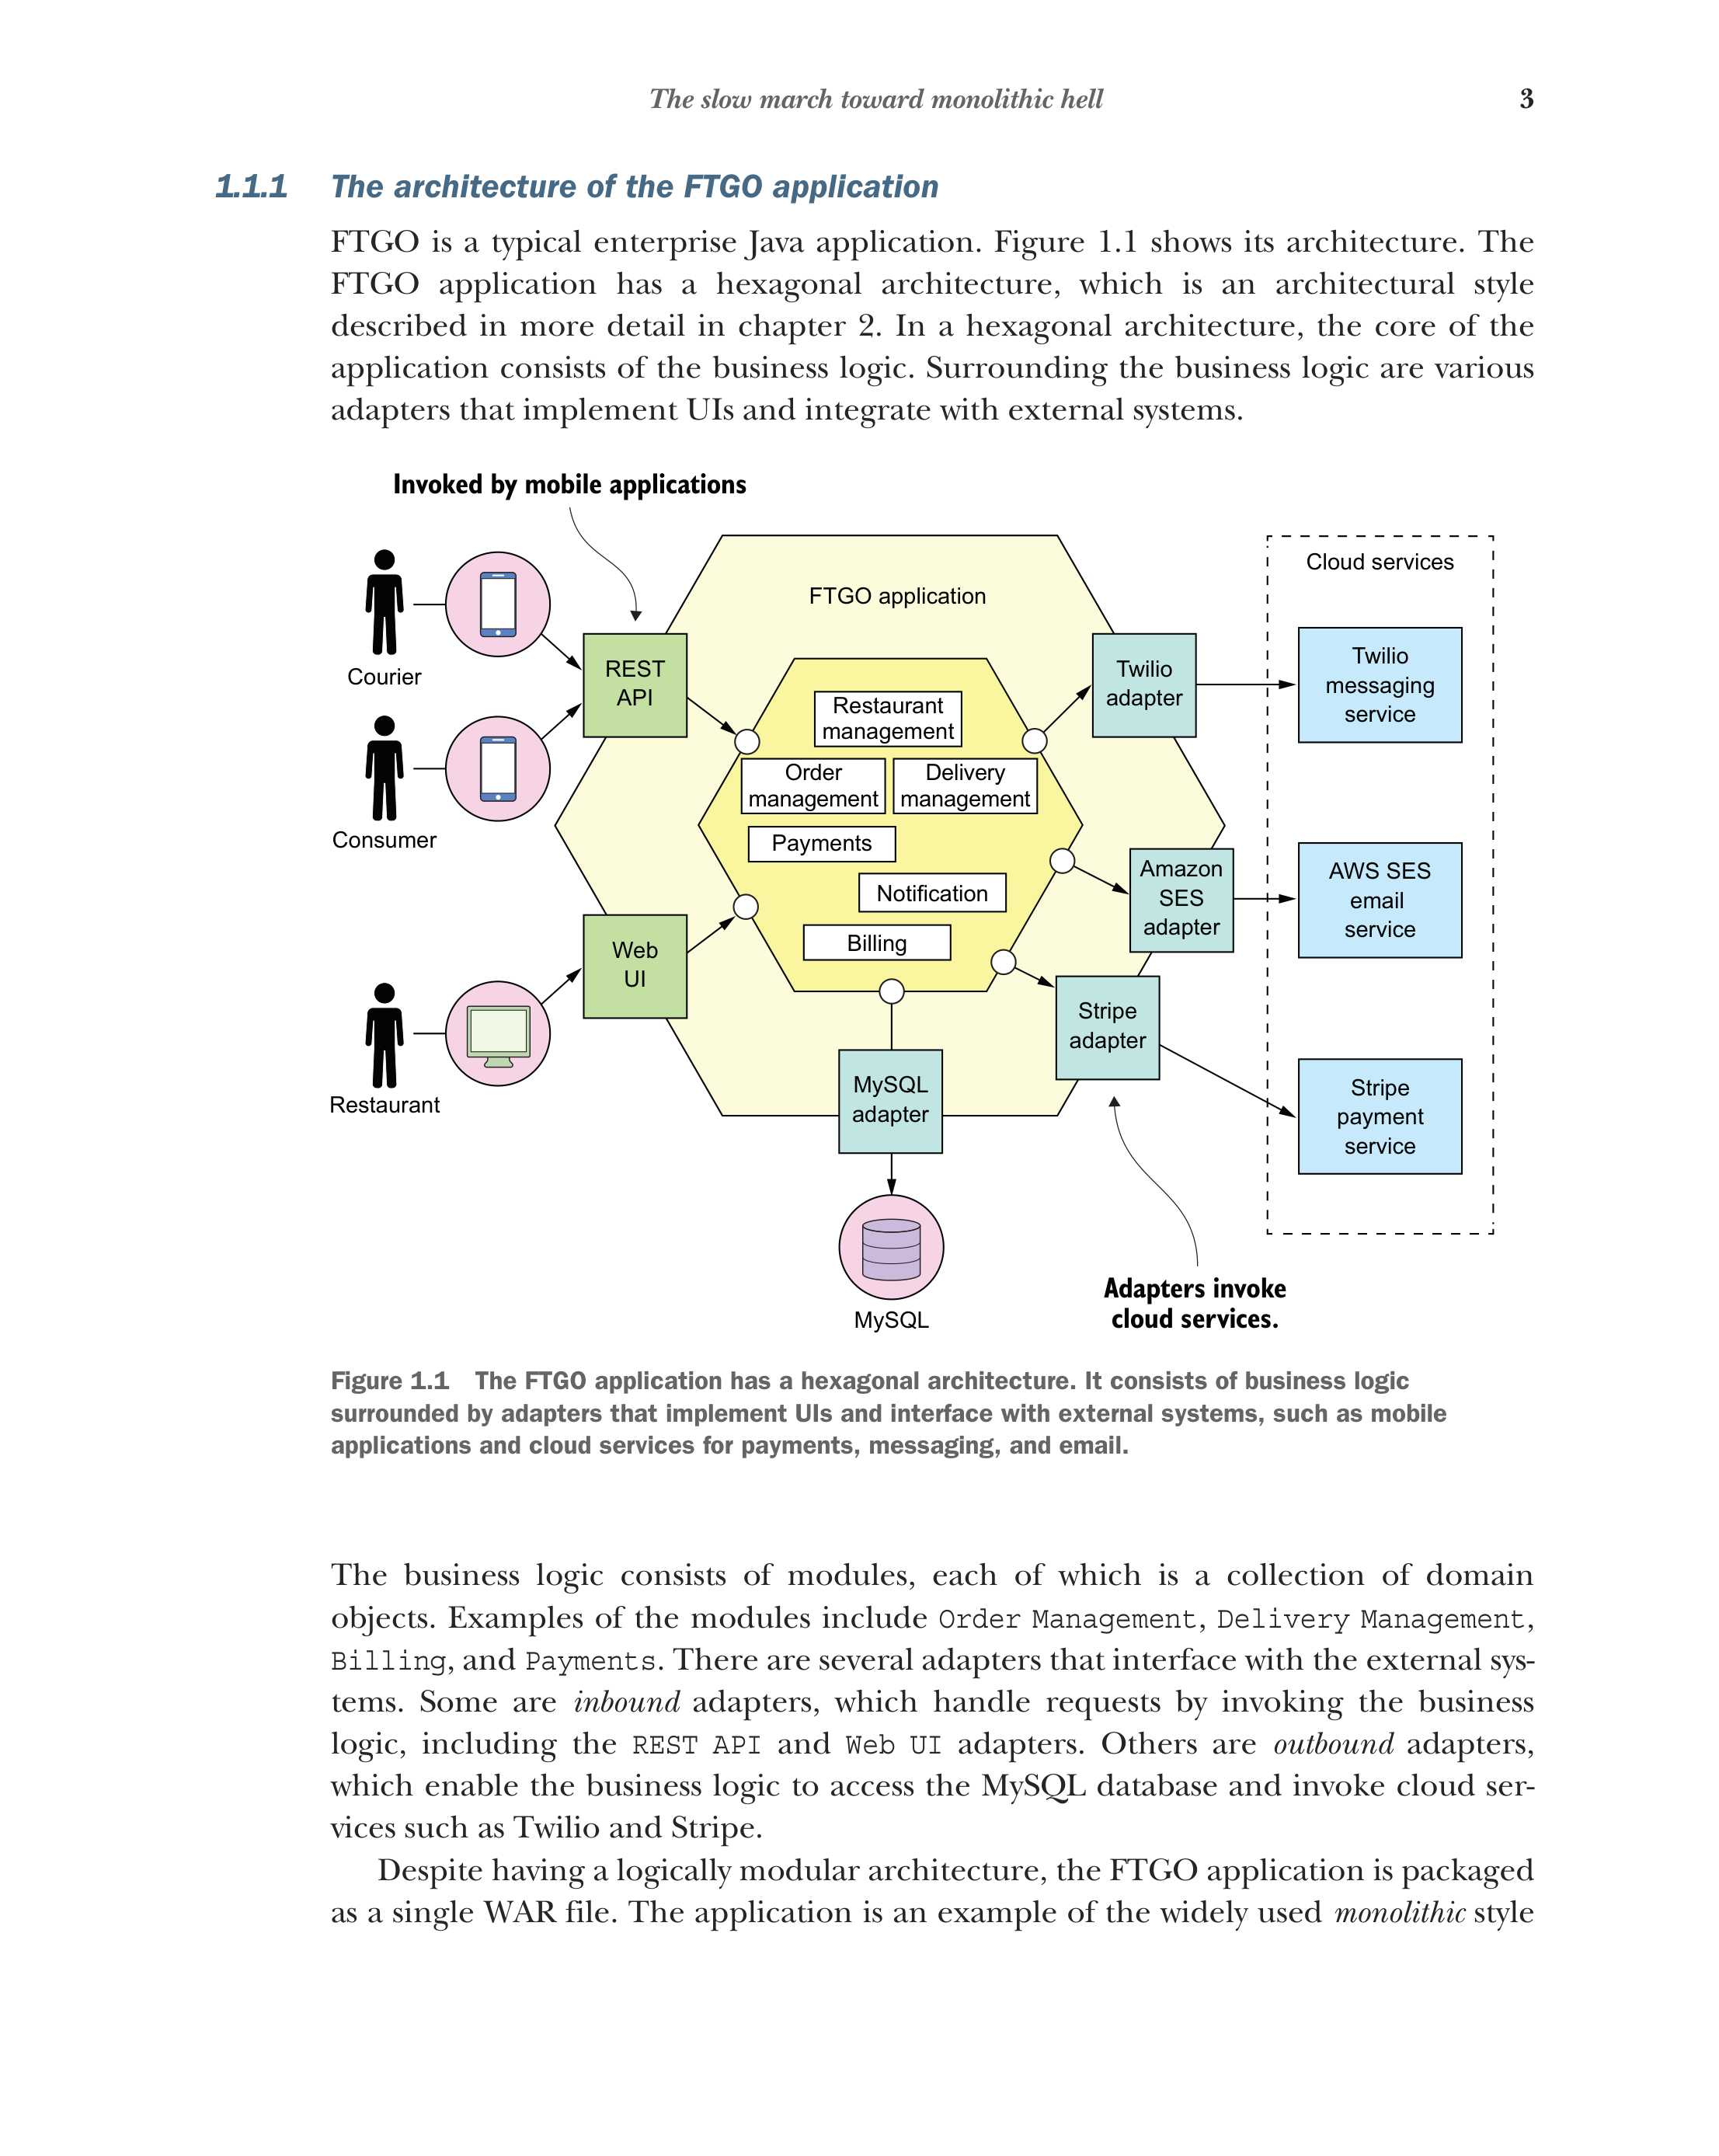 The slow march toward monolithic hell
3
1.1.1 The architecture of the FTGO application
FTGO is a typical enterprise Java application. Figure 1.1 shows its architecture. The
FTGO application has a hexagonal architecture, which is an architectural style
described in more detail in chapter 2. In a hexagonal architecture, the core of the
application consists of the business logic. Surrounding the business logic are various
adapters that implement UIs and integrate with external systems.
Invoked by mobile applications
Courier
Consumer
Restaurant
REST
API
Web
UI
FTGO application
Restaurant
management
Order
management
Delivery
management
Payments
Notification
Billing
Twilio
adapter
Amazon
SES
adapter
Stripe
adapter
MySQL
adapter
MySQL
Cloud services
Twilio
messaging
service
AWS SES
email
service
Stripe
payment
service
Adapters invoke
cloud services.
Figure 1.1 The FTGO application has a hexagonal architecture. It consists of business logic
surrounded by adapters that implement UIs and interface with external systems, such as mobile
applications and cloud services for payments, messaging, and email.
The business logic consists of modules, each of which is a collection of domain
objects. Examples of the modules include Order Management, Delivery Management,
Billing, and Payments. There are several adapters that interface with the external sys-
tems. Some are inbound adapters, which handle requests by invoking the business
logic, including the REST API and Web UI adapters. Others are outbound adapters,
which enable the business logic to access the MySQL database and invoke cloud ser-
vices such as Twilio and Stripe.
Despite having a logically modular architecture, the FTGO application is packaged
as a single WAR file. The application is an example of the widely used monolithic style